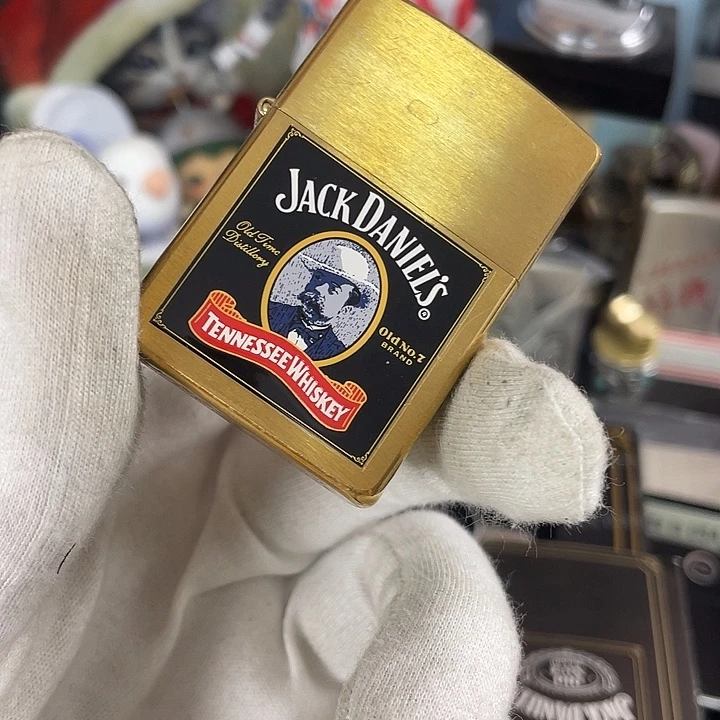 JACK DANIEL'S®
Old Time
Distillery
Old No.7
BRAND
TENNESSEE WHISKEY